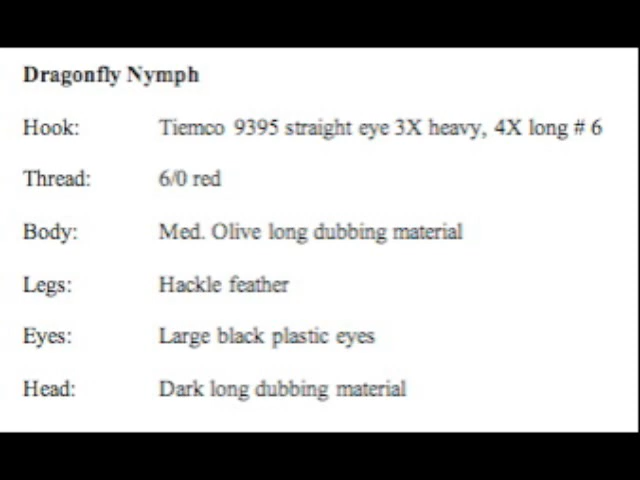 Dragonfly Nymph
Hook: Tiemco 9395 straight eye 3X heavy, 4X long # 6
Thread: 6/0 red
Body: Med. Olive long dubbing material
Legs: Hackle feather
Eyes: Large black plastic eyes
Head: Dark long dubbing material